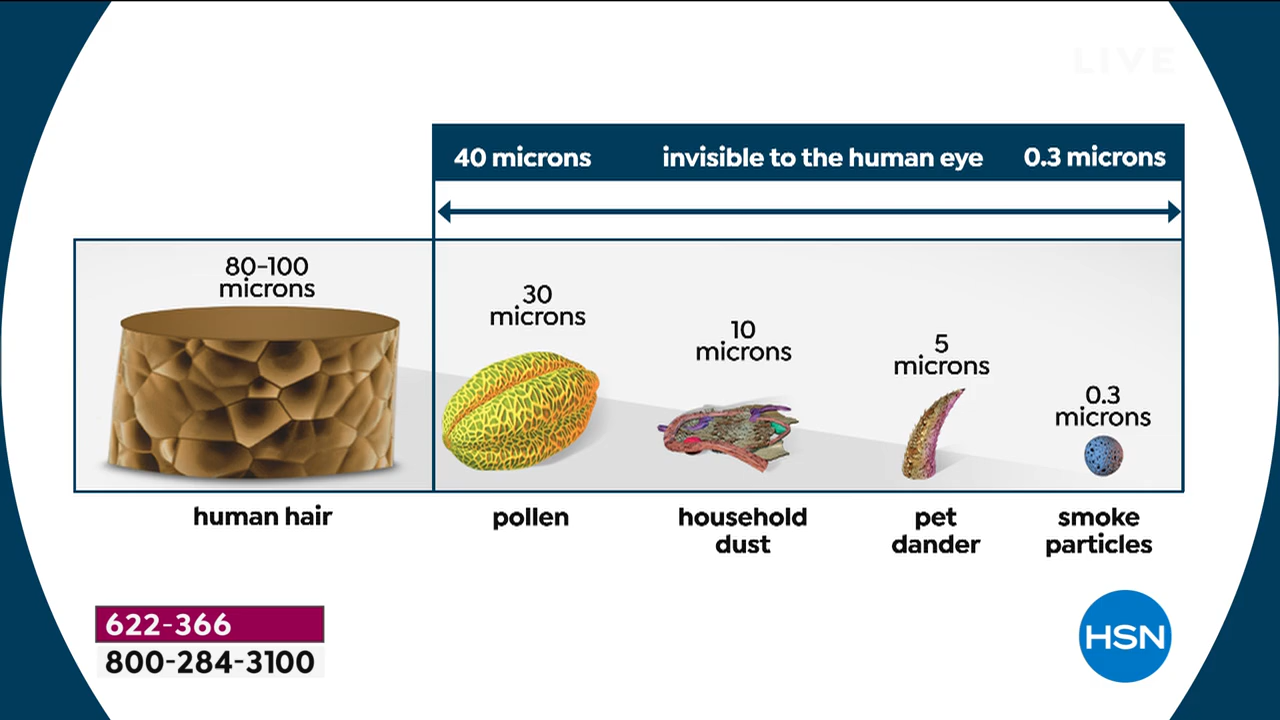 LIVE
40 microns invisible to the human eye 0.3 microns
80-100
microns
30
microns
10
microns
5
microns
0.3
microns
human hair
pollen
household
dust
pet
dander
smoke
particles
622-366
800-284-3100
HSN